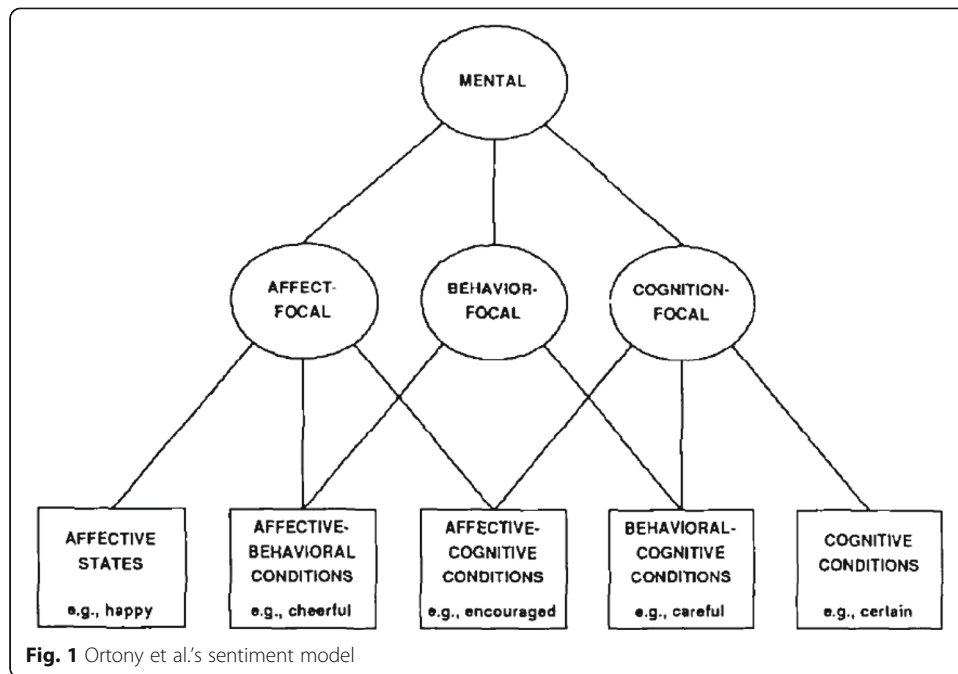 MENTAL
AFFECT-
FOCAL
BEHAVIOR-
FOCAL
COGNITION-
FOCAL
AFFECTIVE
STATES
e.g., happy
AFFECTIVE-
BEHAVIORAL
CONDITIONS
e.g., cheerful
AFFECTIVE-
COGNITIVE
CONDITIONS
e.g., encouraged
BEHAVIORAL-
COGNITIVE
CONDITIONS
e.g., careful
COGNITIVE
CONDITIONS
e.g., certain
Fig. 1 Ortony et al.'s sentiment model